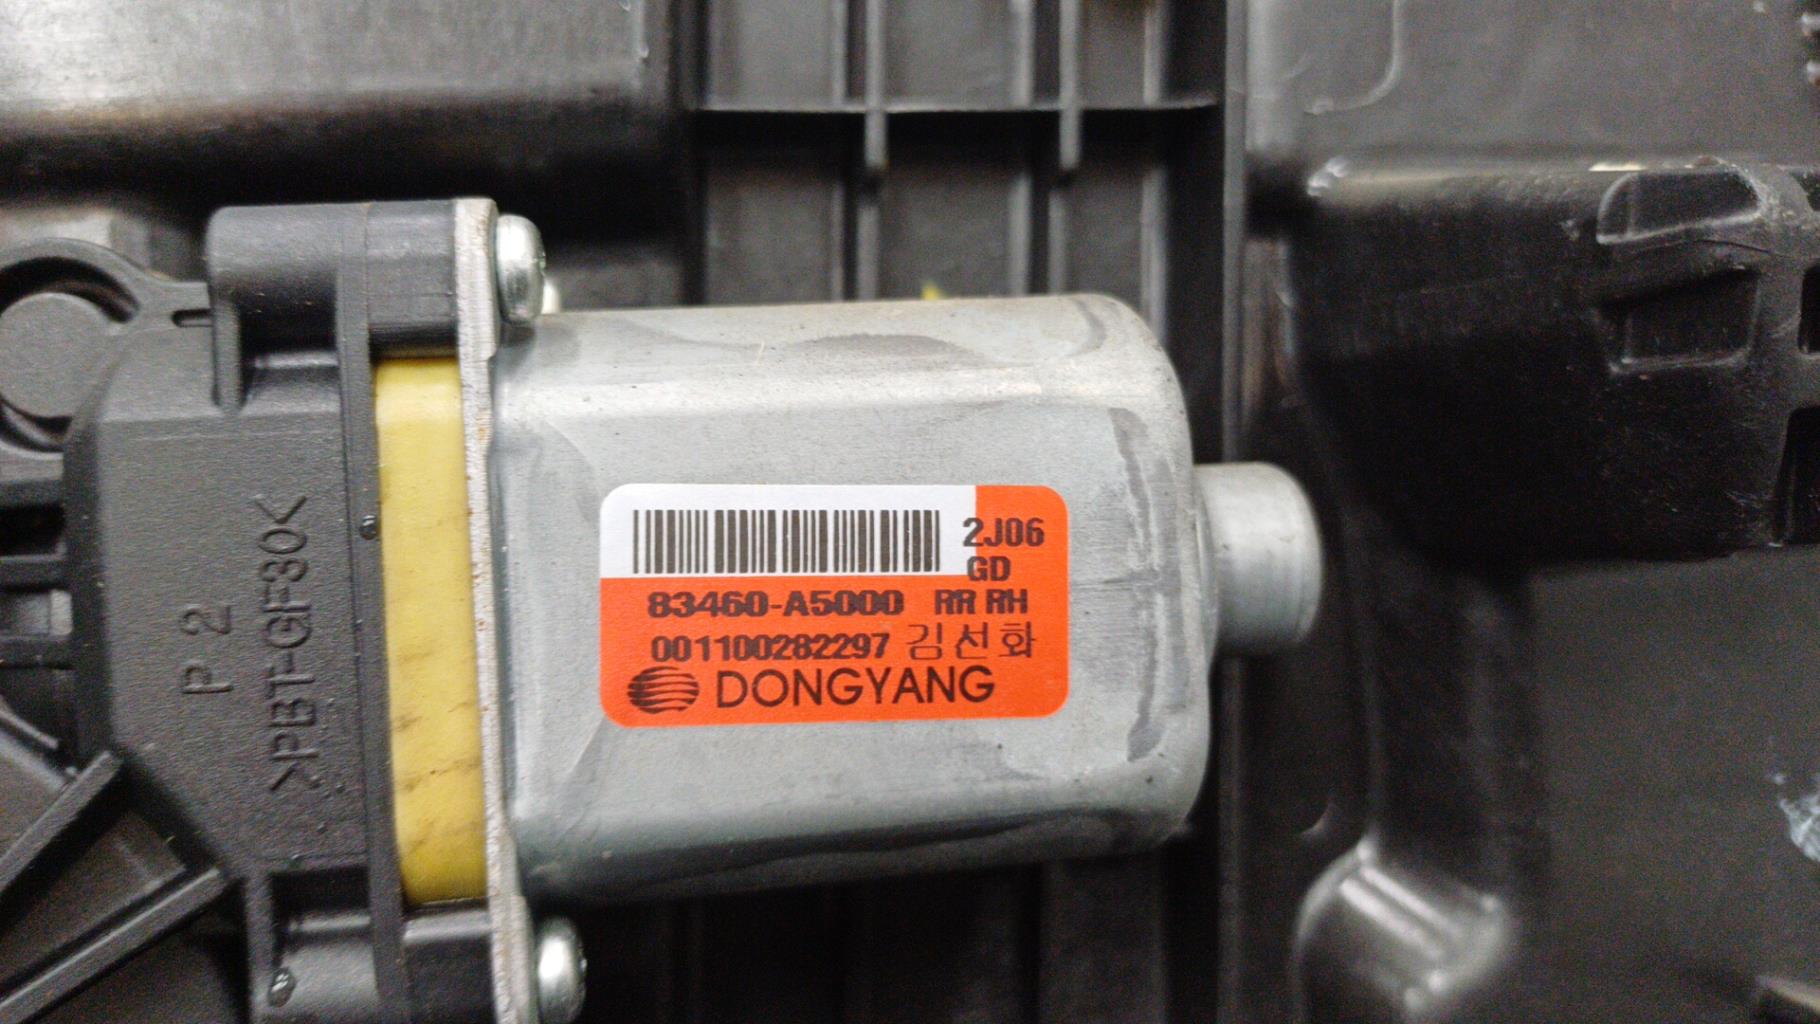 2J06
GD
83460-A5000 RR RH
001100282297 김선화
DONGYANG
P 2
>PBT-GF30<